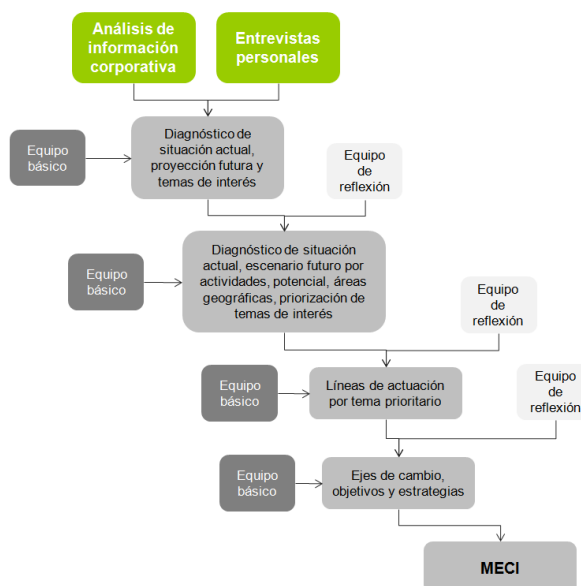 Análisis de
información
corporativa
Entrevistas
personales
Equipo
básico
Diagnóstico de
situación actual,
proyección futura y
temas de interés
Equipo
de
reflexión
Equipo
básico
Diagnóstico de situación
actual, escenario futuro por
actividades, potencial, áreas
geográficas, priorización de
temas de interés
Equipo
de
reflexión
Equipo
básico
Líneas de actuación
por tema prioritario
Equipo
de
reflexión
Equipo
básico
Ejes de cambio,
objetivos y estrategias
MECI